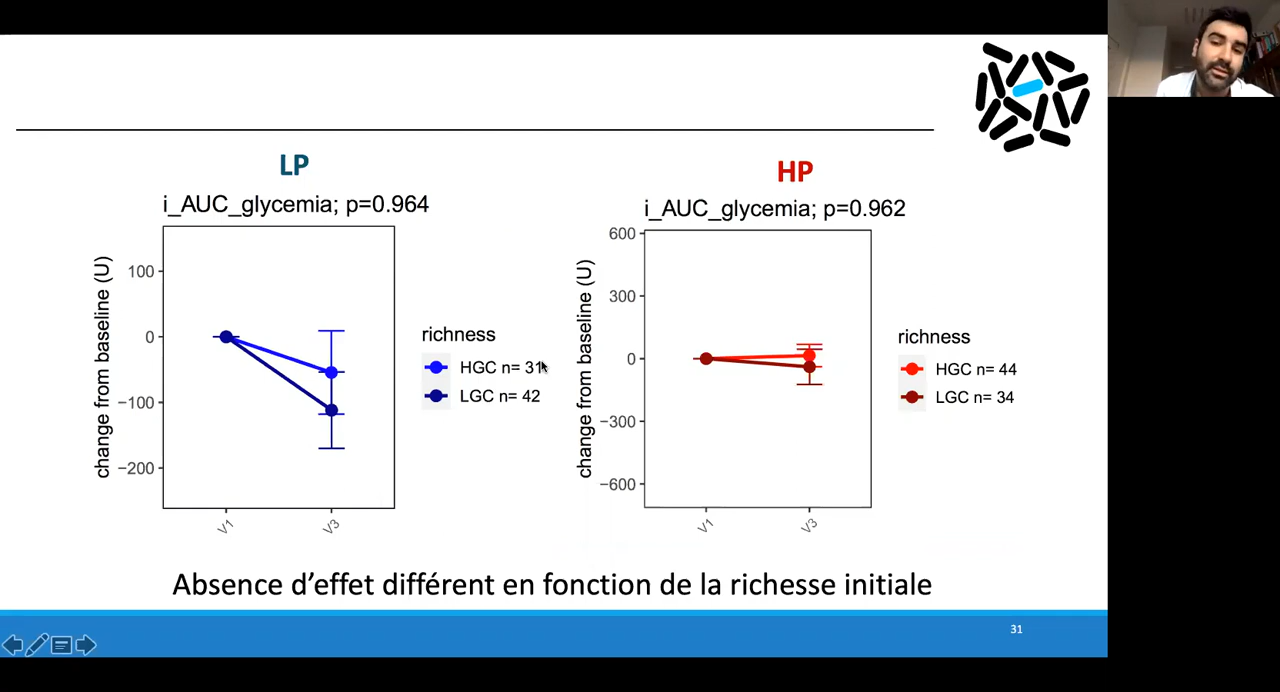 LP
i_AUC_glycemia; p=0.964
change from baseline (U)
100
0
−100
−200
V1
V3
richness
HGC n= 31
LGC n= 42
HP
i_AUC_glycemia; p=0.962
change from baseline (U)
600
300
0
−300
−600
V1
V3
richness
HGC n= 44
LGC n= 34
Absence d’effet différent en fonction de la richesse initiale
31